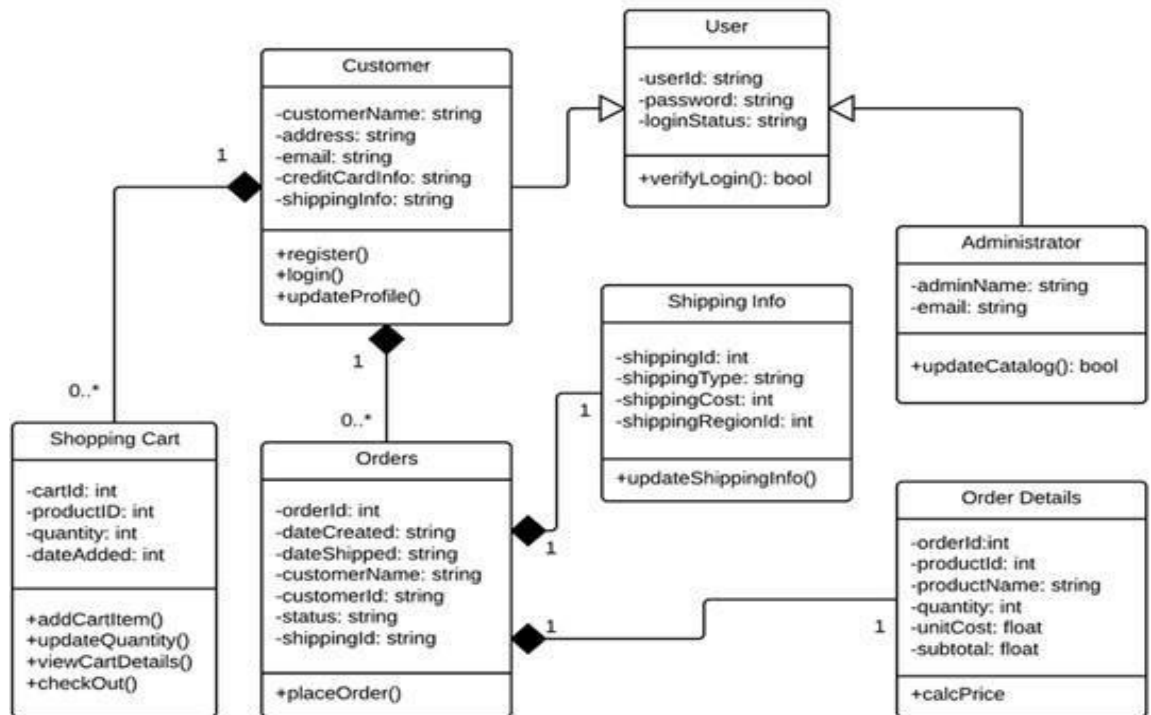 User
-userId: string
-password: string
-loginStatus: string
+verifyLogin(): bool
Customer
-customerName: string
-address: string
-email: string
-creditCardInfo: string
-shippingInfo: string
+register()
+login()
+updateProfile()
1
0..*
1
0..*
Administrator
-adminName: string
-email: string
+updateCatalog(): bool
Shipping Info
-shippingId: int
-shippingType: string
-shippingCost: int
-shippingRegionId: int
+updateShippingInfo()
1
1
Shopping Cart
-cartId: int
-productID: int
-quantity: int
-dateAdded: int
+addCartItem()
+updateQuantity()
+viewCartDetails()
+checkOut()
Orders
-orderId: int
-dateCreated: string
-dateShipped: string
-customerName: string
-customerId: string
-status: string
-shippingId: string
+placeOrder()
1
1
Order Details
-orderId:int
-productId: int
-productName: string
-quantity: int
-unitCost: float
-subtotal: float
+calcPrice